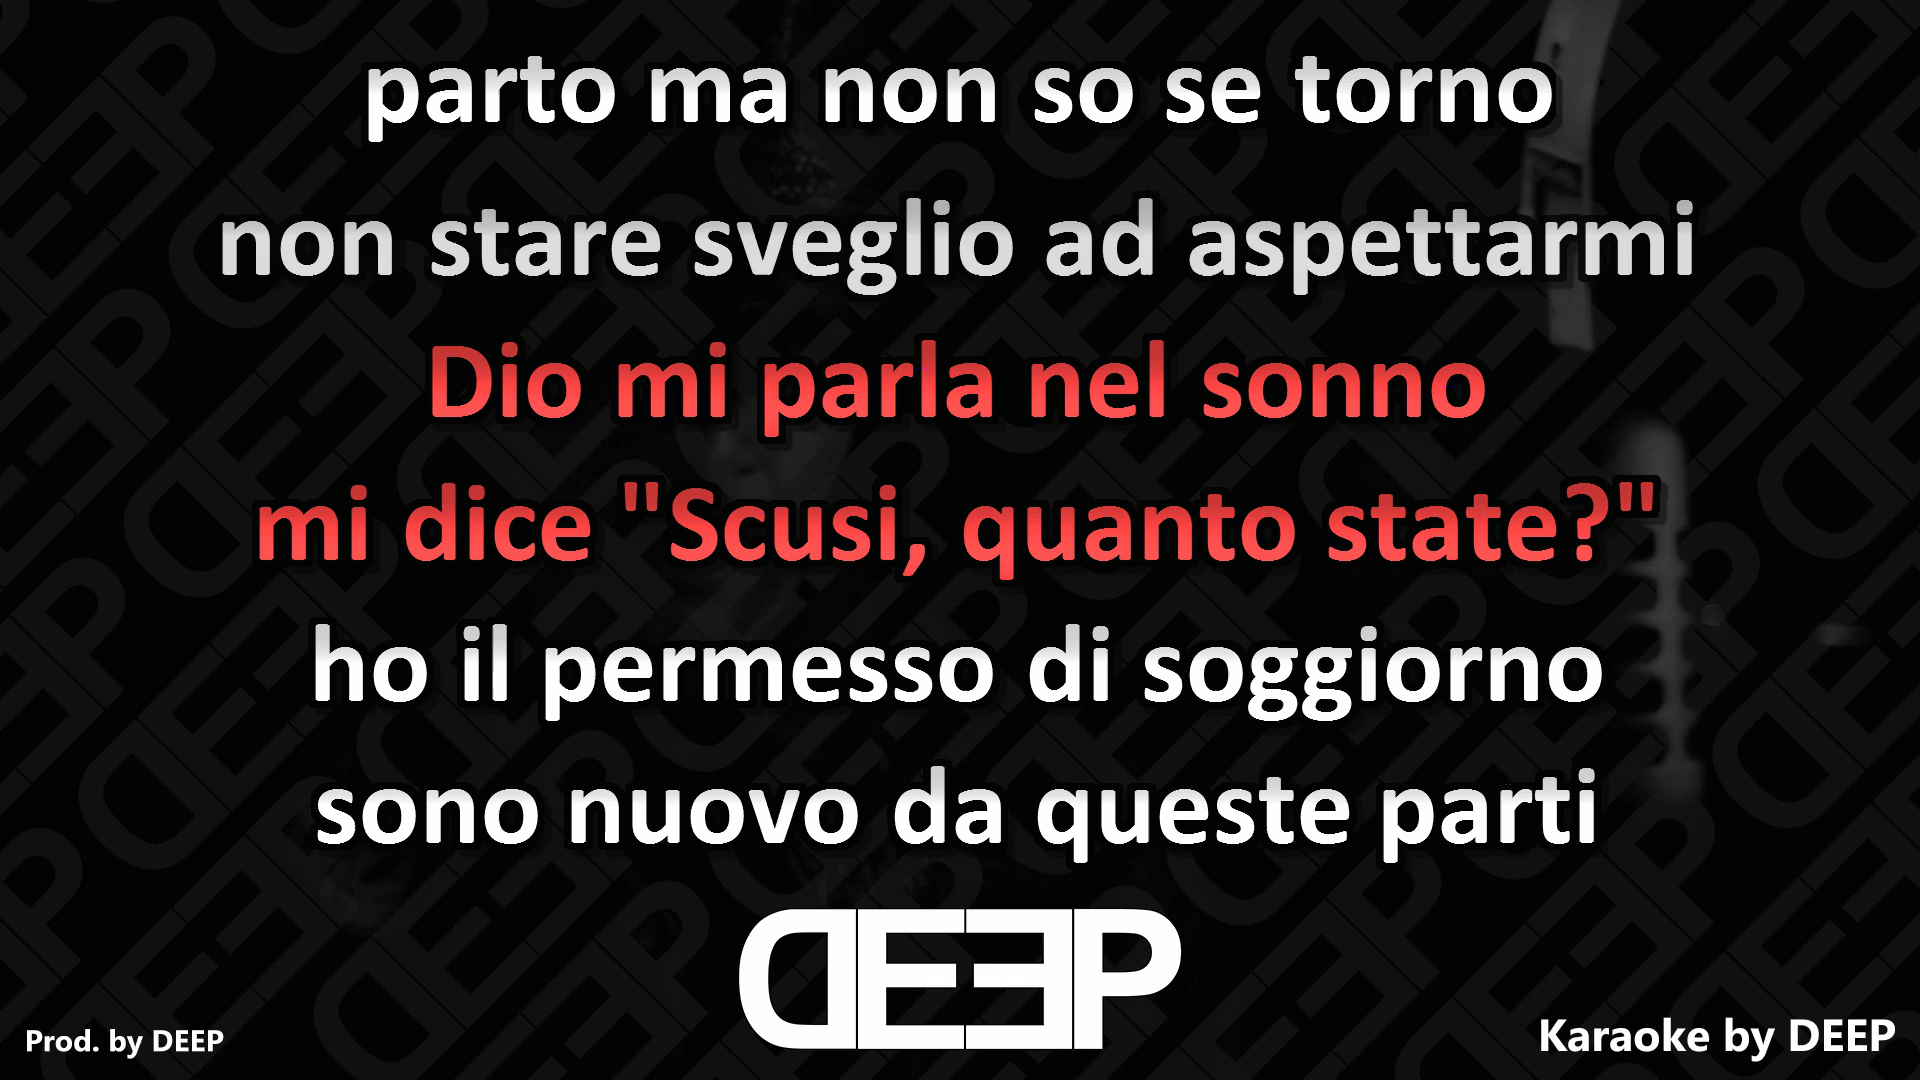 parto ma non so se torno
non stare sveglio ad aspettarmi
Dio mi parla nel sonno
mi dice "Scusi, quanto state?"
ho il permesso di soggiorno
sono nuovo da queste parti
DEEP
Prod. by DEEP
Karaoke by DEEP